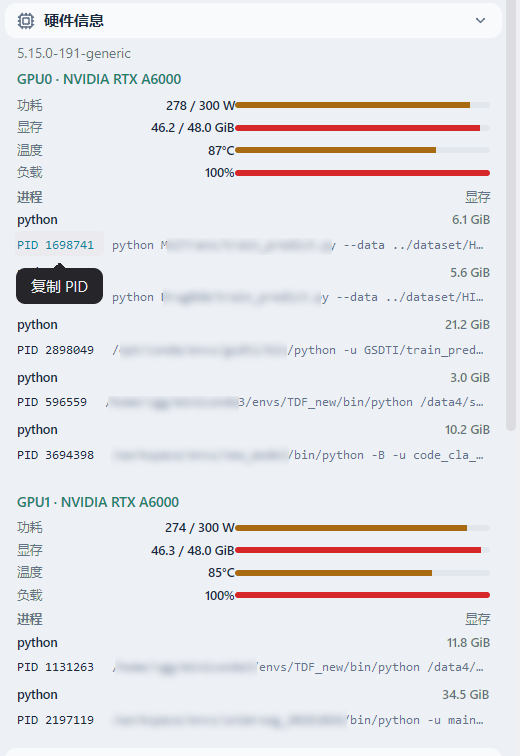 硬件信息
5.15.0-191-generic
GPU0 · NVIDIA RTX A6000
功耗 278 / 300 W
显存 46.2 / 48.0 GiB
温度 87°C
负载 100%
进程 显存
python 6.1 GiB
PID 1698741 python M y --data ../dataset/H…
复制 PID
5.6 GiB
python y --data ../dataset/HI…
python 21.2 GiB
PID 2898049 / /python -u GSDTI/train_pred…
python 3.0 GiB
PID 596559 / 3/envs/TDF_new/bin/python /data4/s…
python 10.2 GiB
PID 3694398 /bin/python -B -u code_cla_…
GPU1 · NVIDIA RTX A6000
功耗 274 / 300 W
显存 46.3 / 48.0 GiB
温度 85°C
负载 100%
进程 显存
python 11.8 GiB
PID 1131263 / /envs/TDF_new/bin/python /data4/…
python 34.5 GiB
PID 2197119 /bin/python -u main…